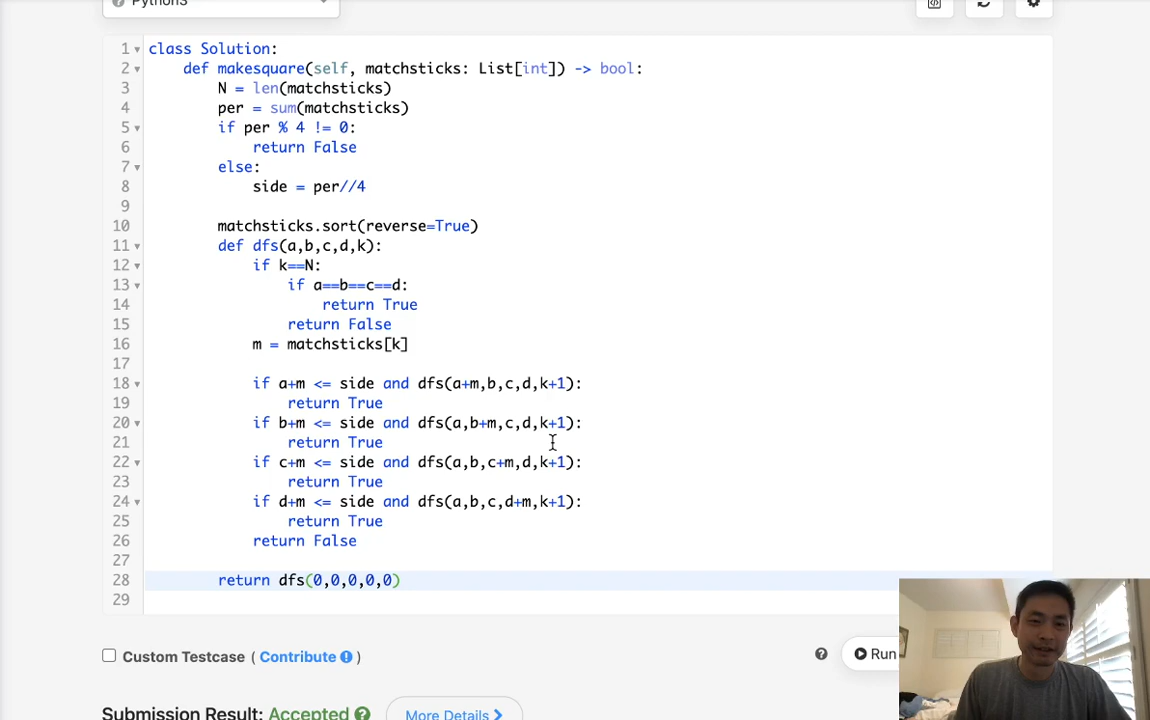 Python3
1 class Solution:
2 def makesquare(self, matchsticks: List[int]) -> bool:
3 N = len(matchsticks)
4 per = sum(matchsticks)
5 if per % 4 != 0:
6 return False
7 else:
8 side = per//4
9
10 matchsticks.sort(reverse=True)
11 def dfs(a,b,c,d,k):
12 if k==N:
13 if a==b==c==d:
14 return True
15 return False
16 m = matchsticks[k]
17
18 if a+m <= side and dfs(a+m,b,c,d,k+1):
19 return True
20 if b+m <= side and dfs(a,b+m,c,d,k+1):
21 return True
22 if c+m <= side and dfs(a,b,c+m,d,k+1):
23 return True
24 if d+m <= side and dfs(a,b,c,d+m,k+1):
25 return True
26 return False
27
28 return dfs(0,0,0,0,0)
29
Custom Testcase ( Contribute ) Run
Submission Result: Accepted More Details